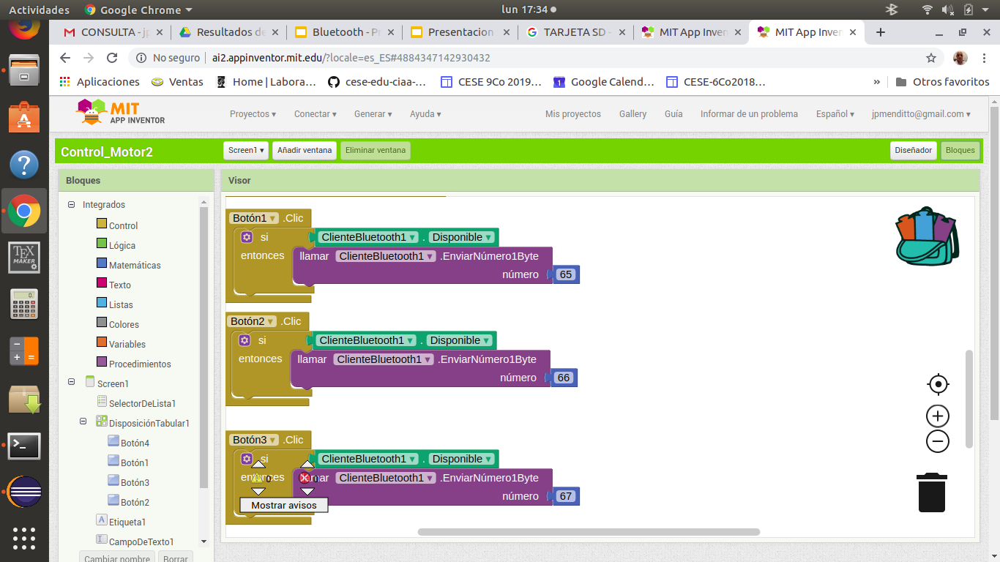 Actividades Google Chrome lun 17:34
CONSULTA - j Resultados de Bluetooth - P Presentacion TARJETA SD - MIT App Inven MIT App Inven
No seguro ai2.appinventor.mit.edu/?locale=es_ES#4884347142930432
Aplicaciones Ventas Home | Labora... cese-edu-ciaa-... CESE 9Co 2019... Google Calend... CESE-6Co2018... » Otros favoritos
MIT
APP INVENTOR
Proyectos Conectar Generar Ayuda Mis proyectos Gallery Guía Informar de un problema Español jpmenditto@gmail.com
Control_Motor2 Screen1 Añadir ventana Eliminar ventana Diseñador Bloques
Bloques Visor
Integrados
Control
Lógica
Matemáticas
Texto
Listas
Colores
Variables
Procedimientos
Screen1
SelectorDeLista1
DisposiciónTabular1
Botón4
Botón1
Botón3
Botón2
Etiqueta1
CampoDeTexto1
Cambiar nombre Borrar
Botón1 .Clic
si ClienteBluetooth1 . Disponible
entonces llamar ClienteBluetooth1 .EnviarNúmero1Byte
número 65
Botón2 .Clic
si ClienteBluetooth1 . Disponible
entonces llamar ClienteBluetooth1 .EnviarNúmero1Byte
número 66
Botón3 .Clic
si ClienteBluetooth1 . Disponible
entonces ClienteBluetooth1 .EnviarNúmero1Byte
número 67
0 0
Mostrar avisos
TEX
MAKER